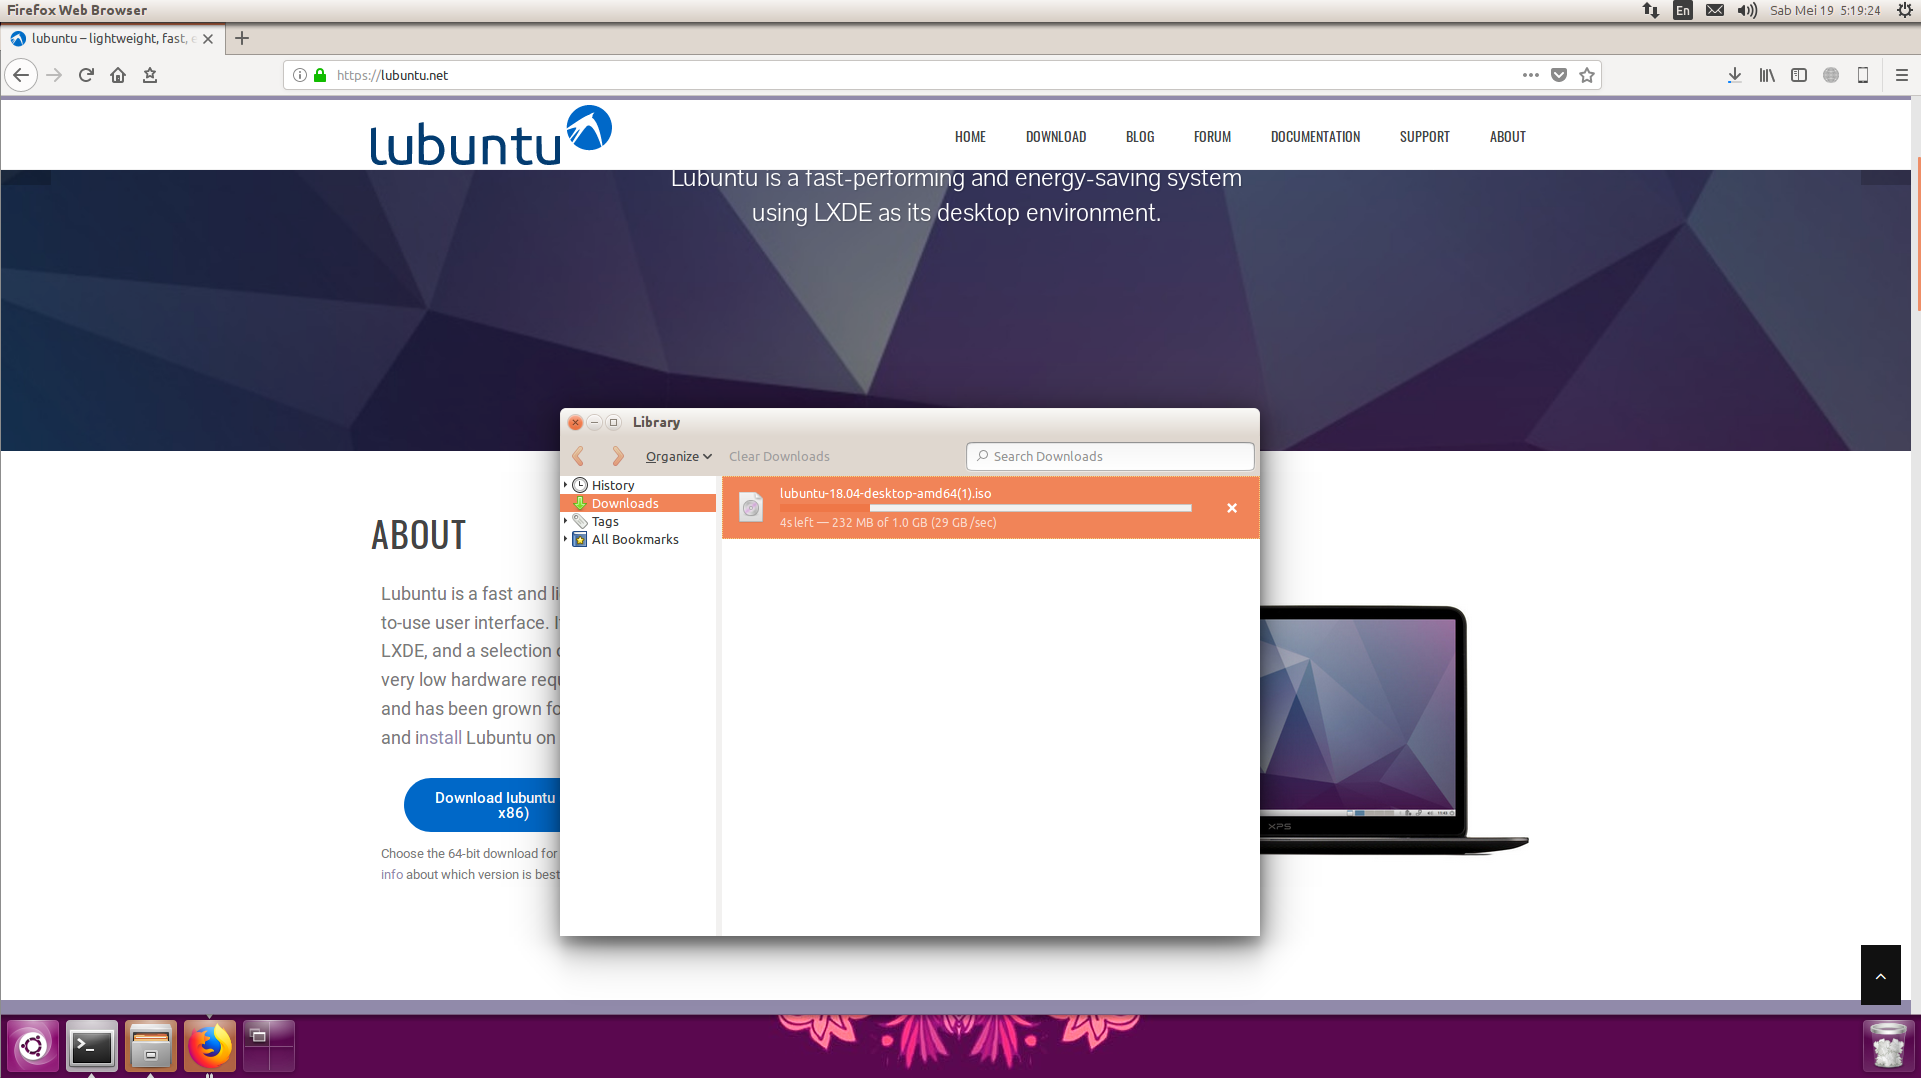 Firefox Web Browser
En
Sab Mei 19 5:19:24
lubuntu – lightweight, fast, e
https://lubuntu.net
lubuntu
HOME
DOWNLOAD
BLOG
FORUM
DOCUMENTATION
SUPPORT
ABOUT
Lubuntu is a fast-performing and energy-saving system
using LXDE as its desktop environment.
Library
Organize
Clear Downloads
Search Downloads
History
Downloads
Tags
All Bookmarks
lubuntu-18.04-desktop-amd64(1).iso
4s left — 232 MB of 1.0 GB (29 GB/sec)
ABOUT
Lubuntu is a fast and li
to-use user interface. I
LXDE, and a selection
very low hardware requ
and has been grown fo
and install Lubuntu on
Download lubuntu
x86)
Choose the 64-bit download for
info about which version is best
XPS